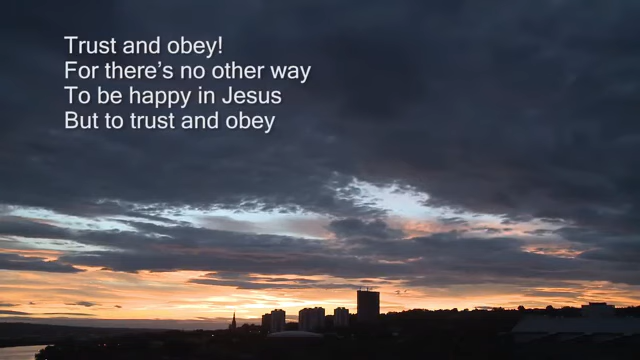 Trust and obey!
For there’s no other way
To be happy in Jesus
But to trust and obey